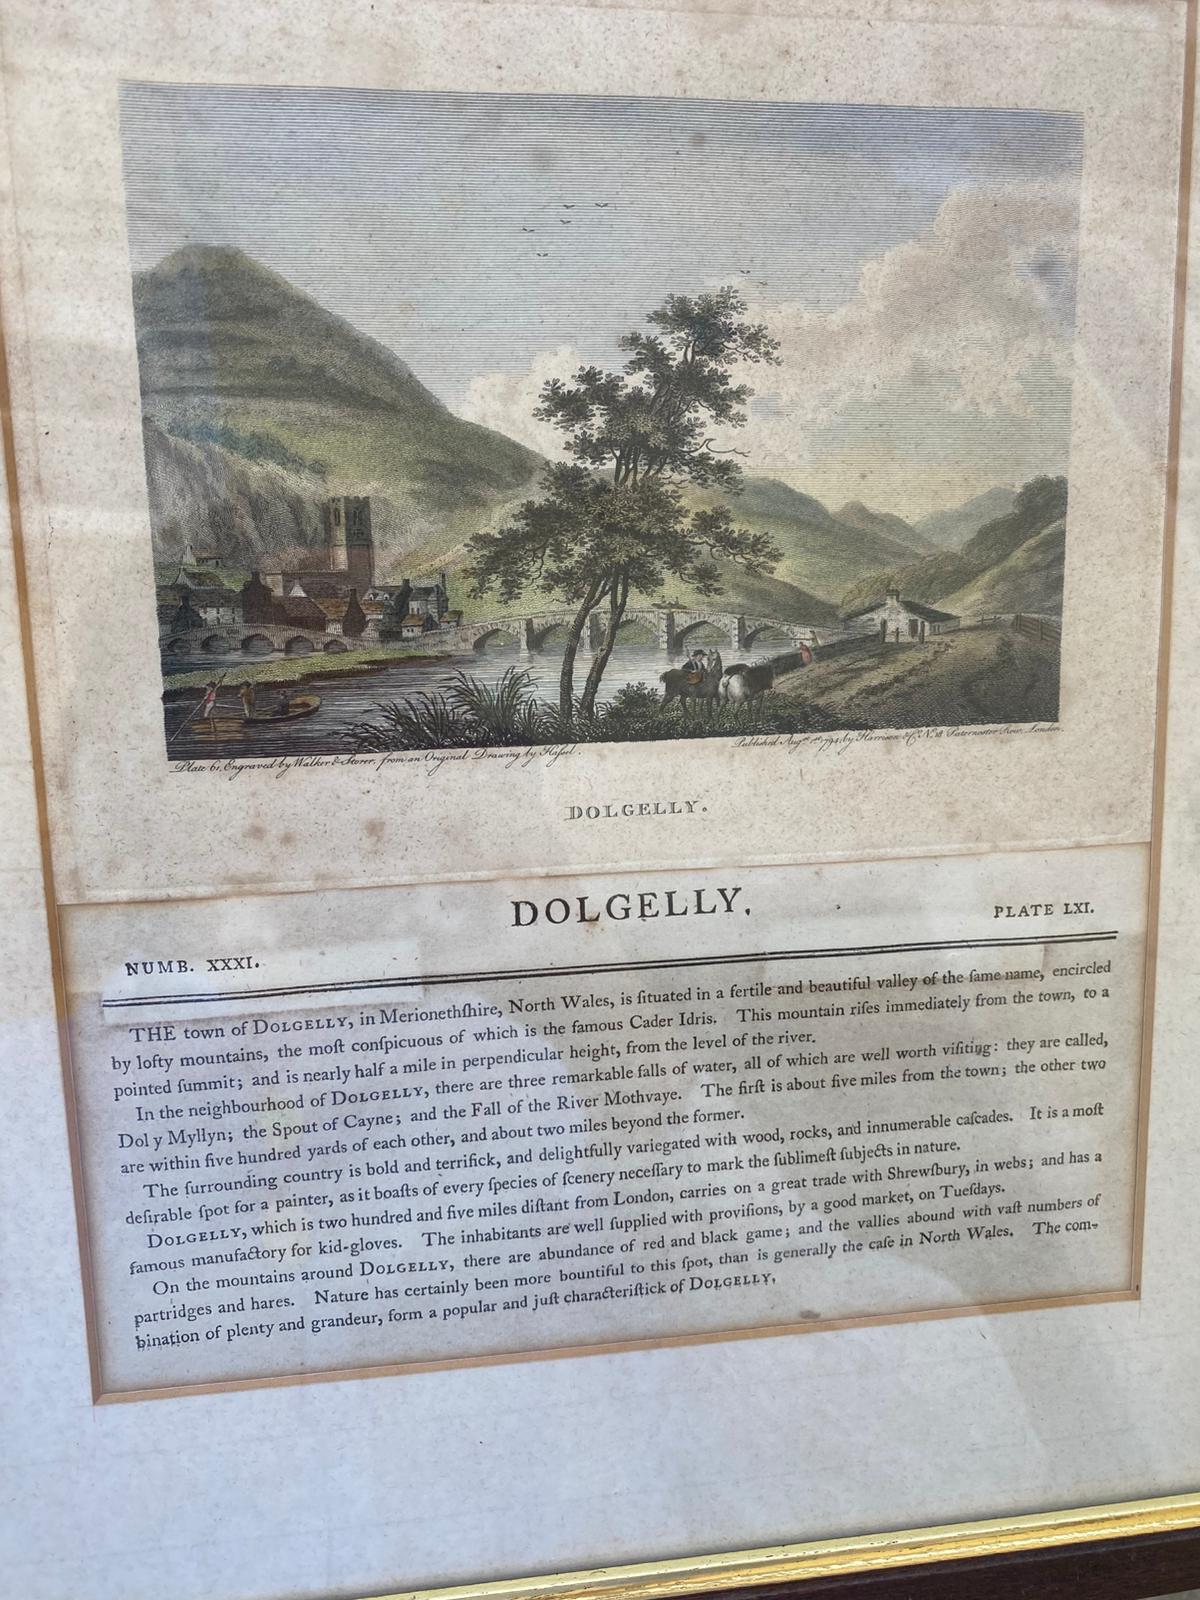 Plate 61, Engraved by Walker & Storer, from an Original Drawing by Haſsel.
Published Augst. 1st. 1794, by Harrison & Co. No. 18 Paternoster Row, London.
DOLGELLY.
DOLGELLY.
NUMB. XXXI.
PLATE LXI.
THE town of DOLGELLY, in Merionethſhire, North Wales, is ſituated in a fertile and beautiful valley of the ſame name, encircled
by lofty mountains, the moſt conſpicuous of which is the famous Cader Idris. This mountain riſes immediately from the town, to a
pointed ſummit; and is nearly half a mile in perpendicular height, from the level of the river.
In the neighbourhood of DOLGELLY, there are three remarkable falls of water, all of which are well worth viſiting: they are called,
Dol y Myllyn; the Spout of Cayne; and the Fall of the River Mothvaye. The firſt is about five miles from the town; the other two
are within five hundred yards of each other, and about two miles beyond the former.
The ſurrounding country is bold and terrifick, and delightfully variegated with wood, rocks, and innumerable caſcades. It is a moſt
deſirable ſpot for a painter, as it boaſts of every ſpecies of ſcenery neceſſary to mark the ſublimeſt ſubjects in nature.
DOLGELLY, which is two hundred and five miles diſtant from London, carries on a great trade with Shrewſbury, in webs; and has a
famous manufactory for kid-gloves. The inhabitants are well ſupplied with proviſions, by a good market, on Tueſdays.
On the mountains around DOLGELLY, there are abundance of red and black game; and the vallies abound with vaſt numbers of
partridges and hares. Nature has certainly been more bountiful to this ſpot, than is generally the caſe in North Wales. The com-
bination of plenty and grandeur, form a popular and juſt characteriſtick of DOLGELLY.